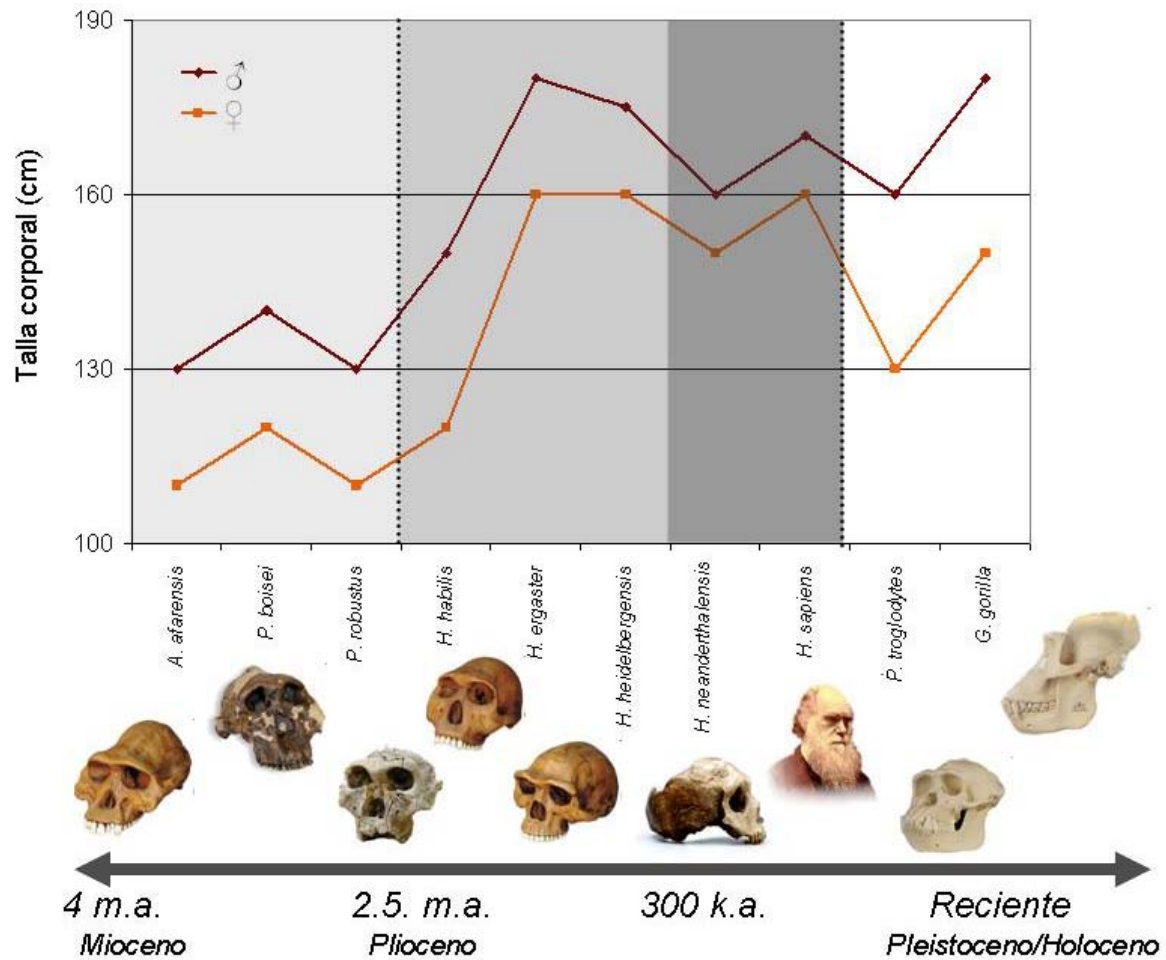 Talla corporal (cm)
190
160
130
100
♂
♀
A. afarensis
P. boisei
P. robustus
H. habilis
H. ergaster
H. heidelbergensis
H. neanderthalensis
H. sapiens
P. troglodytes
G. gorilla
4 m.a.
2.5. m.a.
300 k.a.
Reciente
Mioceno
Plioceno
Pleistoceno/Holoceno